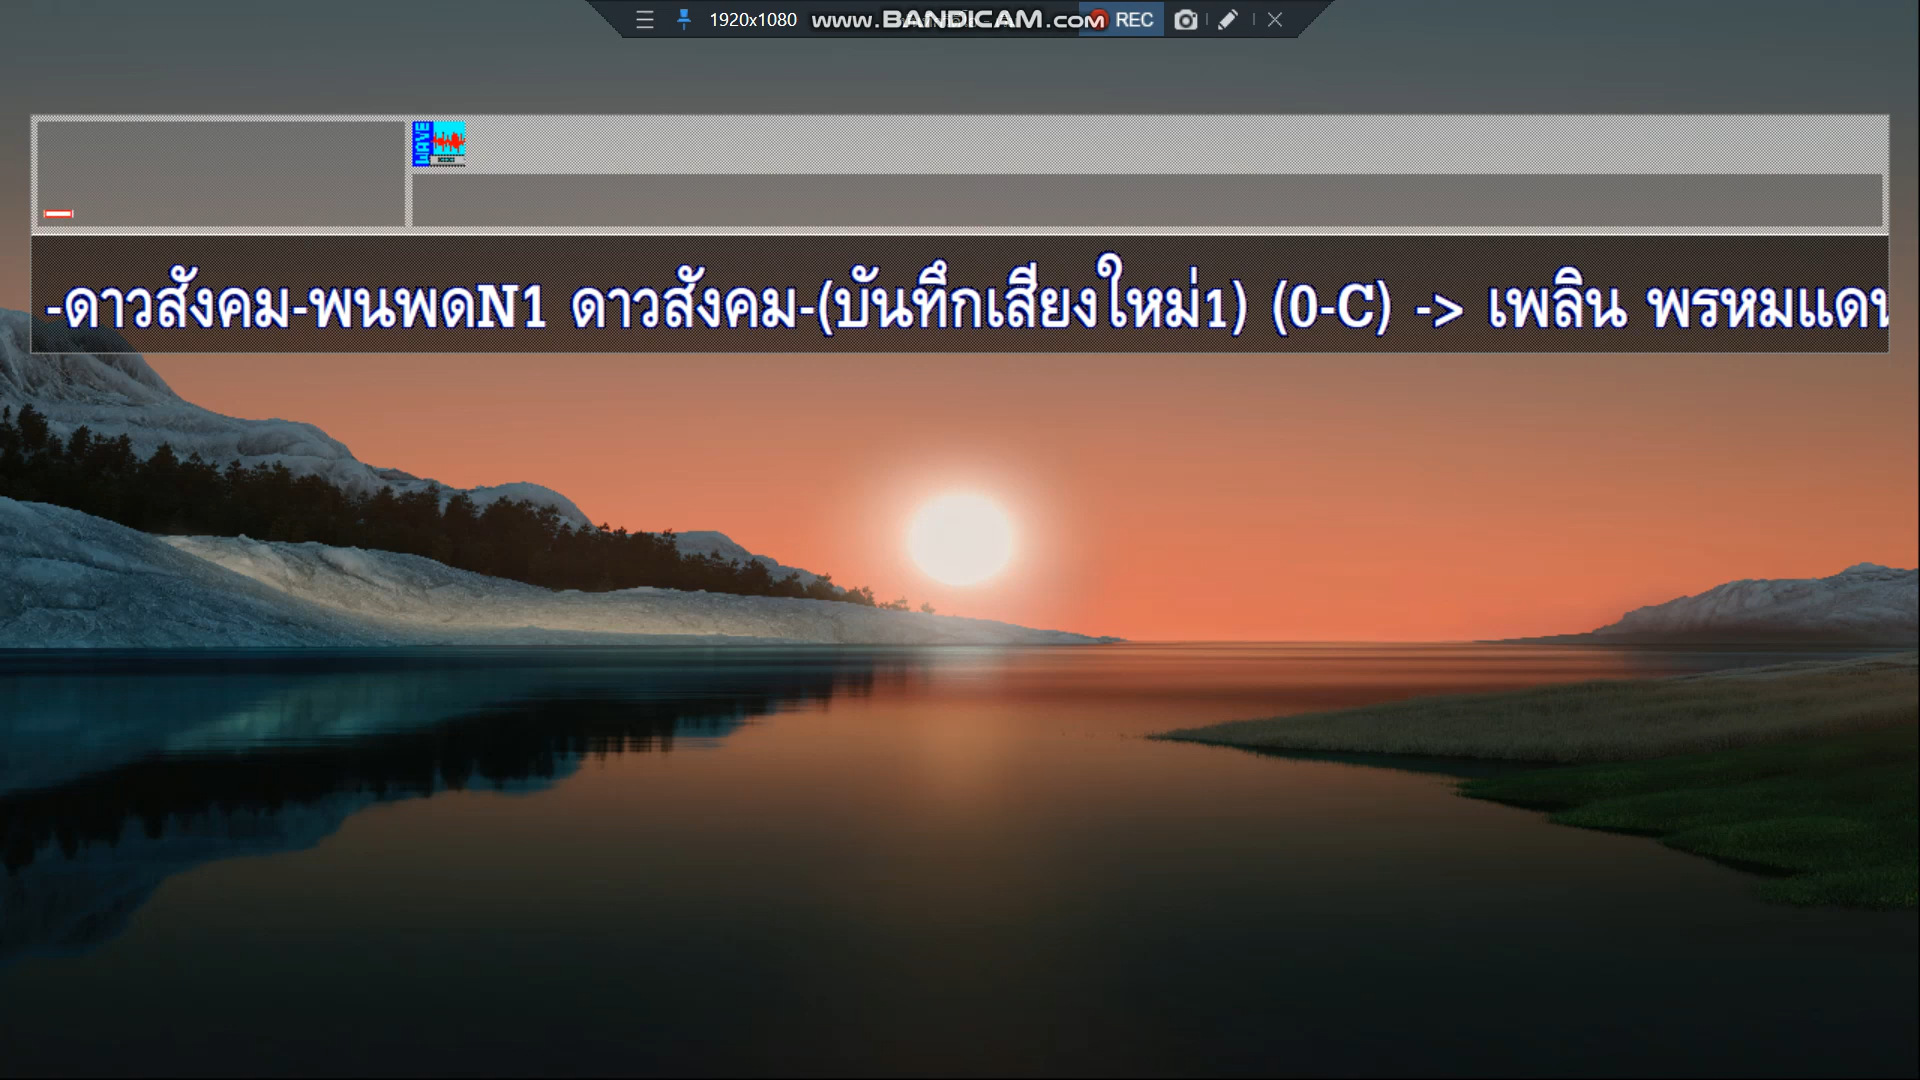 1920x1080 www.BANDICAM.com REC
WAVE
-ดาวสังคม-พนพดN1 ดาวสังคม-(บันทึกเสียงใหม่1) (0-C) -> เพลิน พรหมแดน